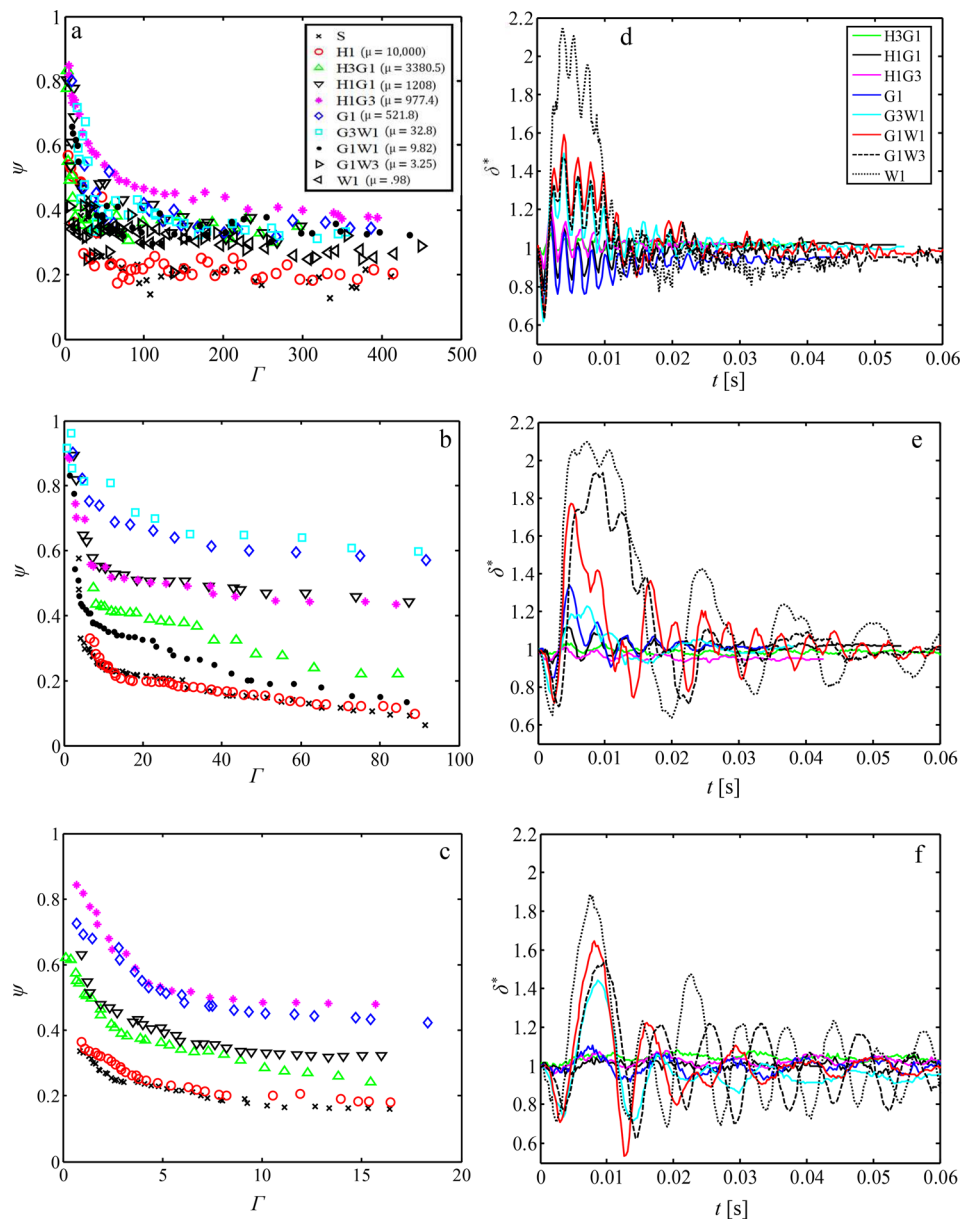 a
S
H1 (μ = 10,000)
H3G1 (μ = 3380.5)
H1G1 (μ = 1208)
H1G3 (μ = 977.4)
G1 (μ = 521.8)
G3W1 (μ = 32.8)
G1W1 (μ = 9.82)
G1W3 (μ = 3.25)
W1 (μ = .98)
1
0.8
0.6
0.4
0.2
0
ψ
0 100 200 300 400 500
Γ
d
H3G1
H1G1
H1G3
G1
G3W1
G1W1
G1W3
W1
2.2
2
1.8
1.6
1.4
1.2
1
0.8
0.6
δ*
0 0.01 0.02 0.03 0.04 0.05 0.06
t [s]
b
1
0.8
0.6
0.4
0.2
0
ψ
0 20 40 60 80 100
Γ
e
2.2
2
1.8
1.6
1.4
1.2
1
0.8
0.6
δ*
0 0.01 0.02 0.03 0.04 0.05 0.06
t [s]
c
1
0.8
0.6
0.4
0.2
0
ψ
0 5 10 15 20
Γ
f
2.2
2
1.8
1.6
1.4
1.2
1
0.8
0.6
δ*
0 0.01 0.02 0.03 0.04 0.05 0.06
t [s]